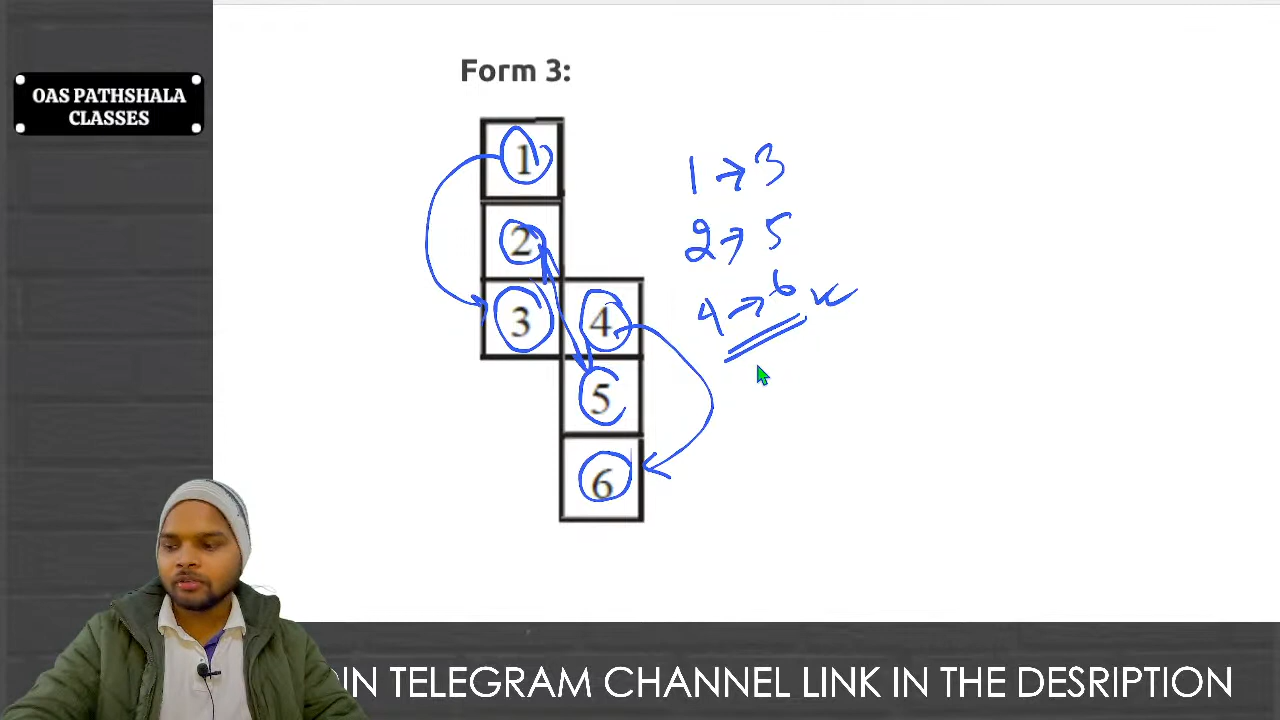 OAS PATHSHALA
CLASSES
Form 3:
1
2
3 4
5
6
1 → 3
2 → 5
4 → 6
IN TELEGRAM CHANNEL LINK IN THE DESRIPTION